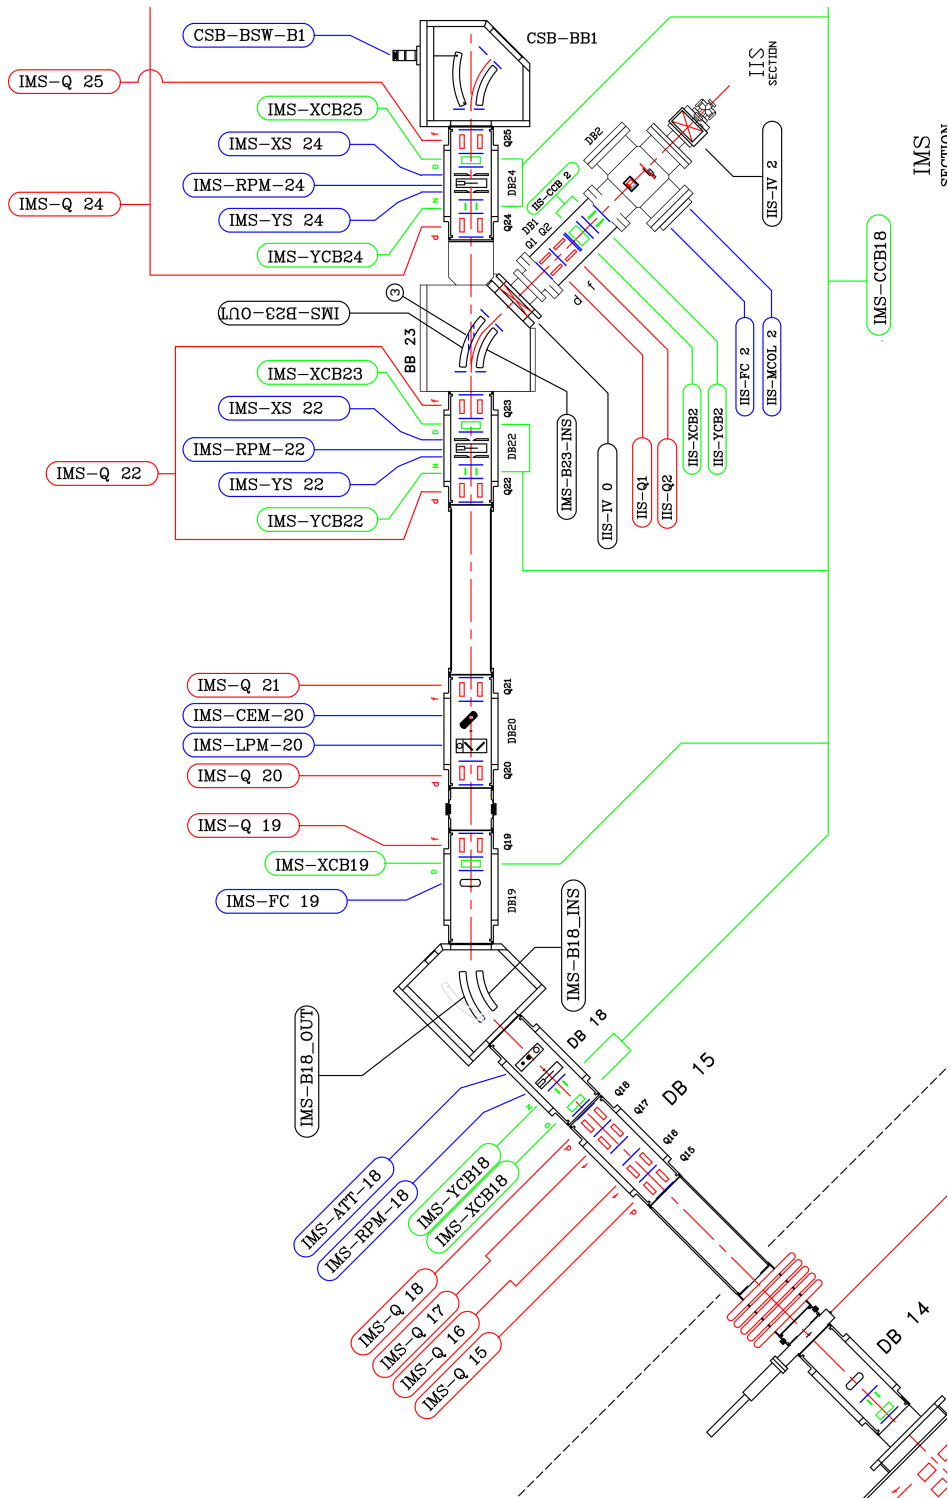 CSB-BSW-B1
CSB-BB1
IIS
SECTION
IMS
SECTION
IMS-Q 25
IMS-XCB25
IMS-XS 24
IMS-RPM-24
IMS-Q 24
IMS-YS 24
IMS-YCB24
f
D
N
d
Q25
DB24
Q24
IIS-CCB 2
DB2
DB1
Q1
Q2
d
f
IIS-IV 2
IMS-CCB18
3
IMS-B23-OUT
BB 23
IMS-XCB23
IMS-XS 22
IMS-RPM-22
IMS-Q 22
IMS-YS 22
IMS-YCB22
f
D
N
d
Q23
DB22
Q22
IMS-B23-INS
IIS-IV 0
IIS-Q1
IIS-Q2
IIS-XCB2
IIS-YCB2
IIS-FC 2
IIS-MCOL 2
IMS-Q 21
IMS-CEM-20
IMS-LPM-20
IMS-Q 20
f
d
Q21
DB20
Q20
IMS-Q 19
IMS-XCB19
IMS-FC 19
f
D
Q19
DB19
IMS-B18_INS
IMS-B18_OUT
DB 18
DB 15
Q18
Q17
Q16
Q15
N
D
f
IMS-ATT-18
IMS-RPM-18
IMS-YCB18
IMS-XCB18
IMS-Q 18
IMS-Q 17
IMS-Q 16
IMS-Q 15
DB 14
f